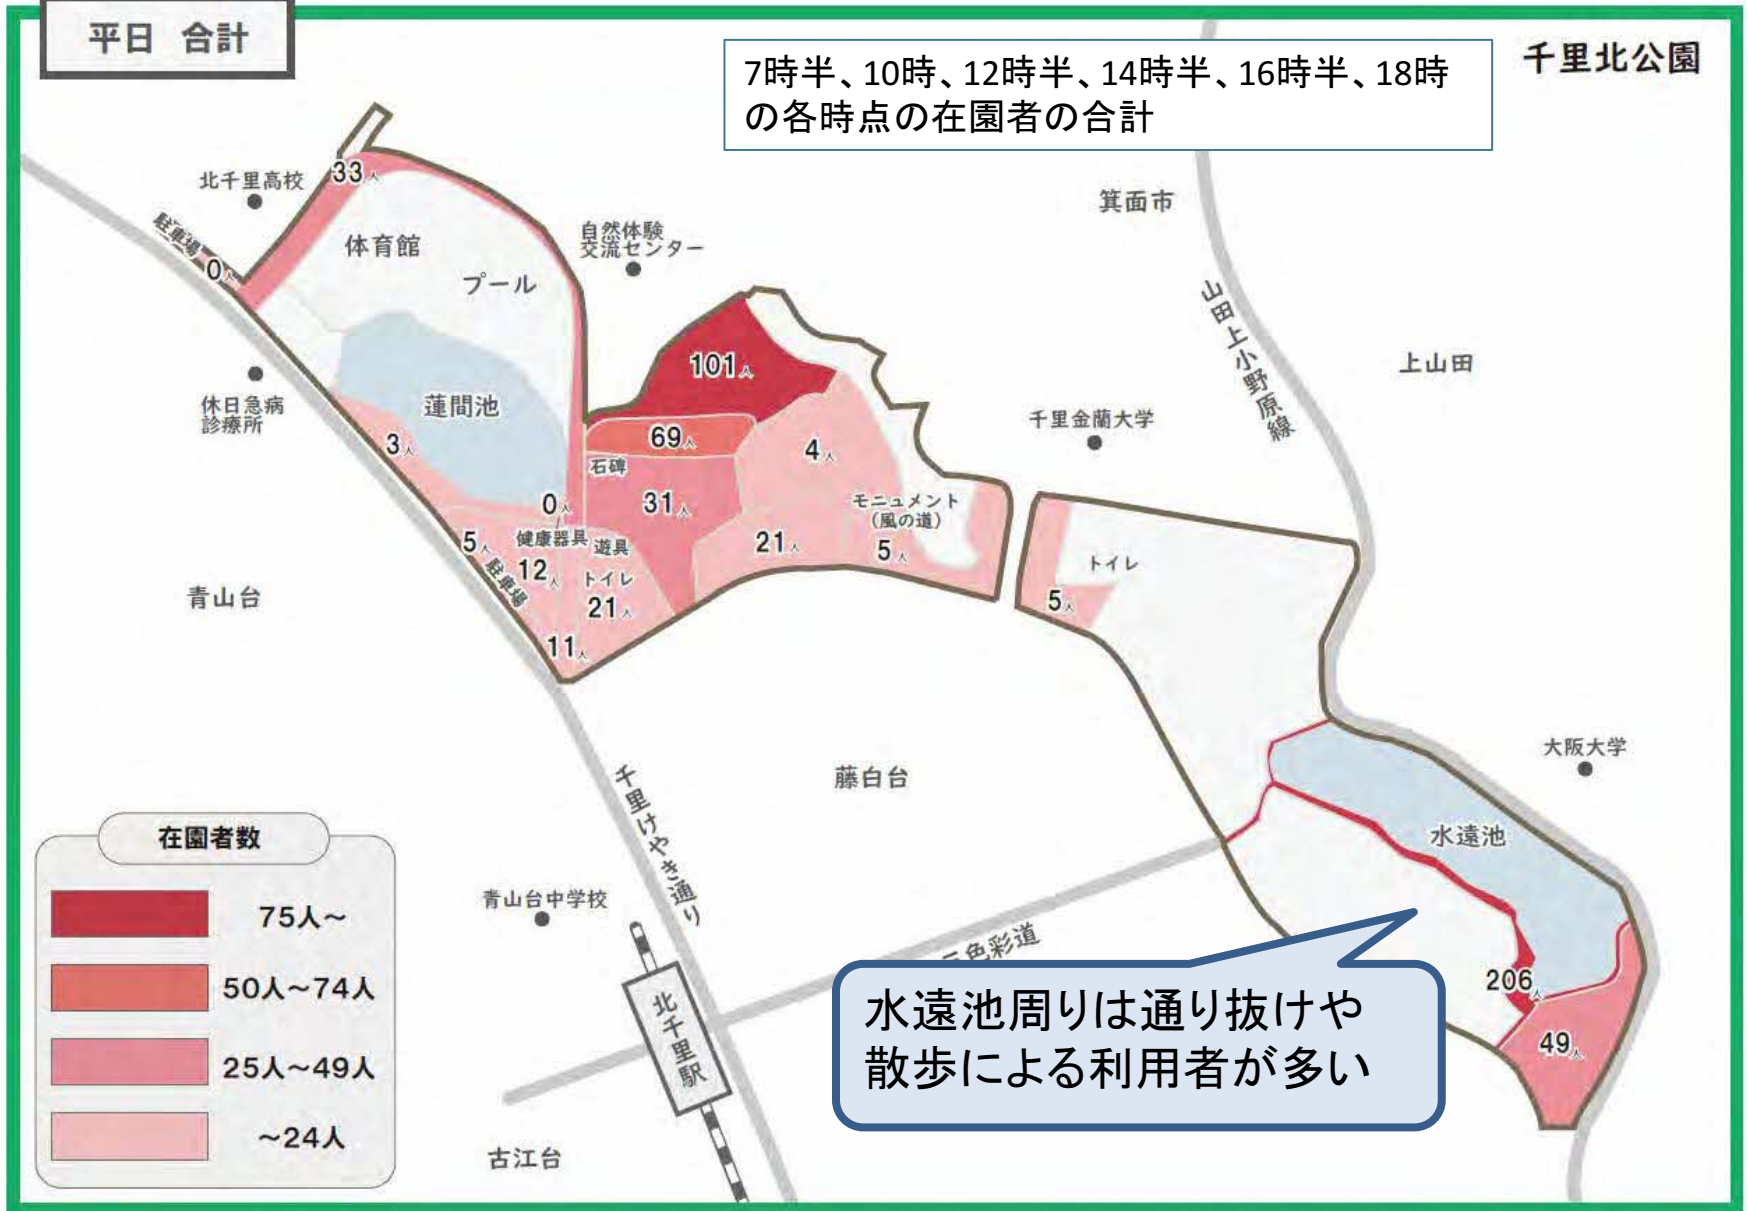 平日 合計
千里北公園
7時半、10時、12時半、14時半、16時半、18時
の各時点の在園者の合計
33人
北千里高校
駐車場
0人
体育館
プール
自然体験
交流センター
箕面市
山田上小野原線
上山田
101人
休日急病
診療所
蓮間池
3人
69人
石碑
4人
千里金蘭大学
0人
31人
モニュメント
(風の道)
5人
健康器具
遊具
21人
5人
駐車場
12人
トイレ
21人
トイレ
5人
11人
青山台
藤白台
大阪大学
千里けやき通り
水遠池
在園者数
75人~
50人~74人
25人~49人
~24人
青山台中学校
色彩道
北千里駅
206人
49人
水遠池周りは通り抜けや
散歩による利用者が多い
古江台